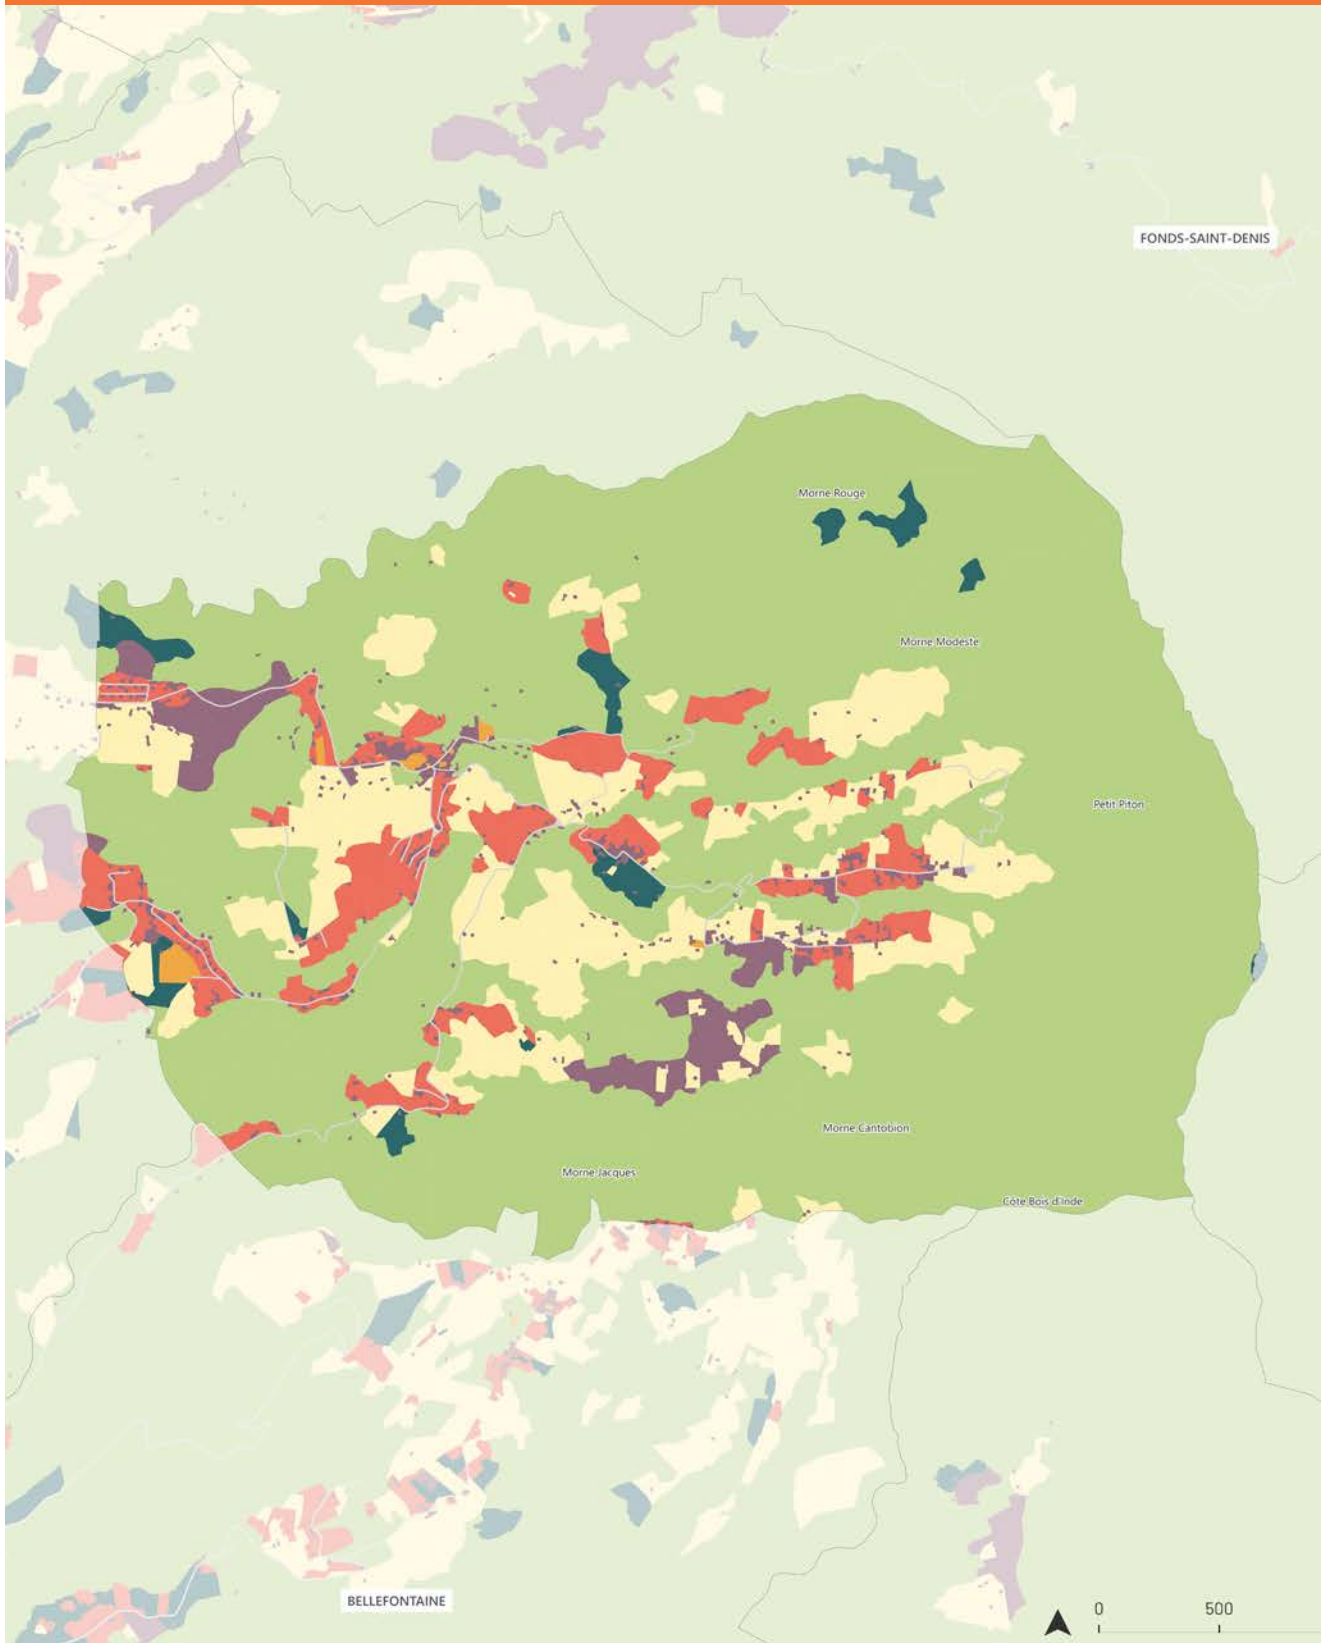 FONDS-SAINT-DENIS
Morne Rouge
Morne Modeste
Petit Piton
Morne Cantobion
Morne Jacques
Côte Bois d'Inde
BELLEFONTAINE
0 500